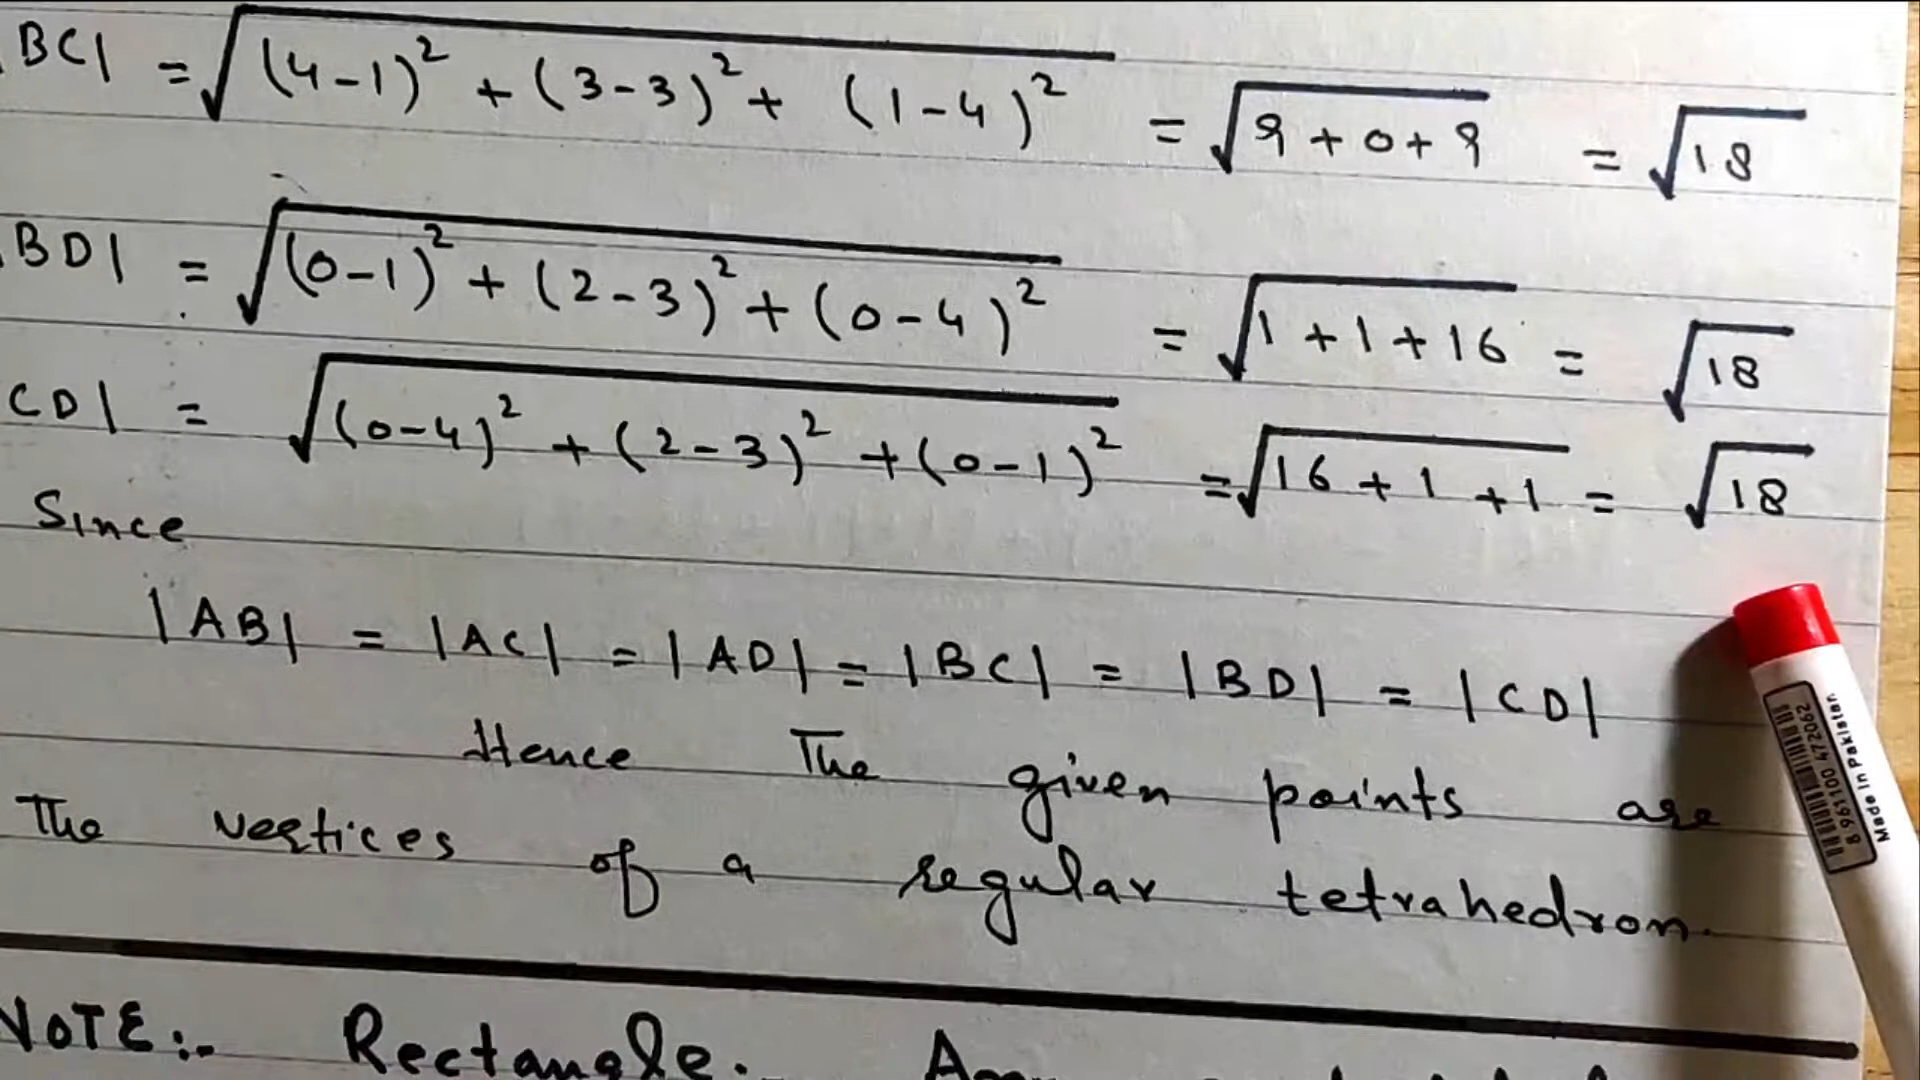 BC| = √(4-1)² + (3-3)² + (1-4)² = √9+0+9 = √18
BD| = √(0-1)² + (2-3)² + (0-4)² = √1+1+16 = √18
CD| = √(0-4)² + (2-3)² + (0-1)² = √16+1+1 = √18
Since
|AB| = |AC| = |AD| = |BC| = |BD| = |CD|
Hence The given points are
The vertices of a regular tetrahedron.
NOTE:- Rectangle.
Made in Pakistan
8 961100 472062